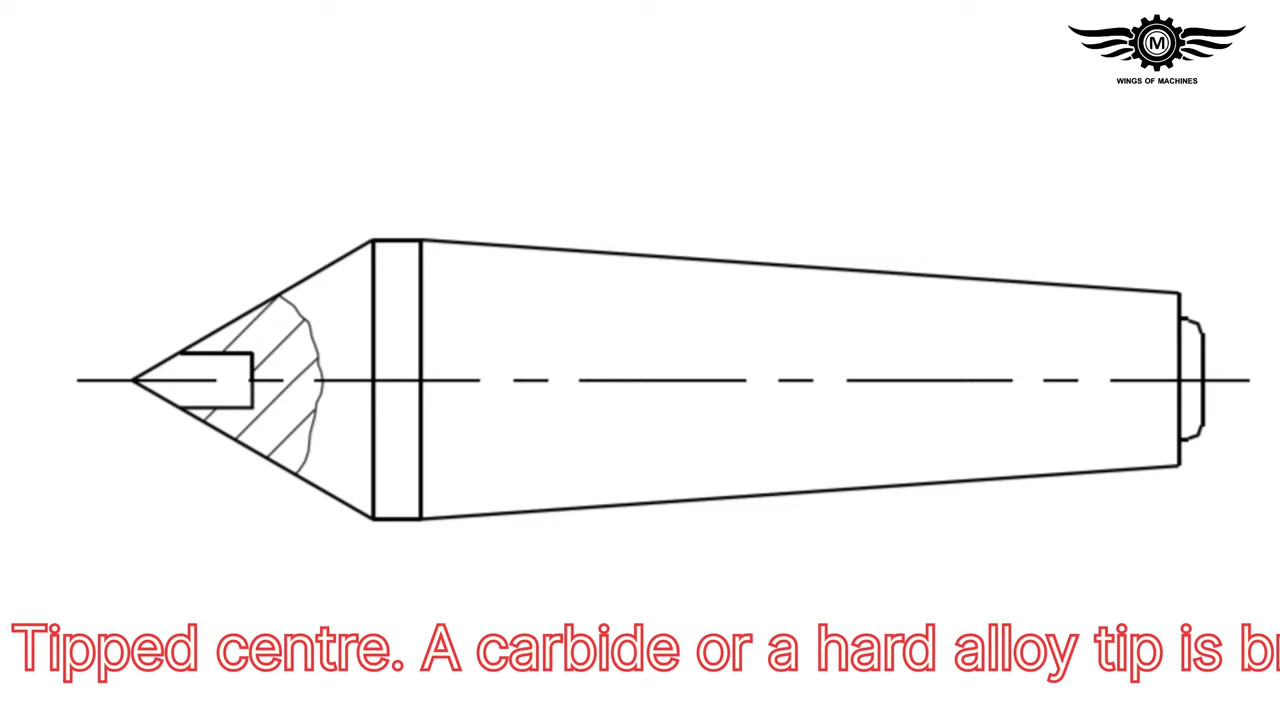 M
WINGS OF MACHINES
Tipped centre. A carbide or a hard alloy tip is